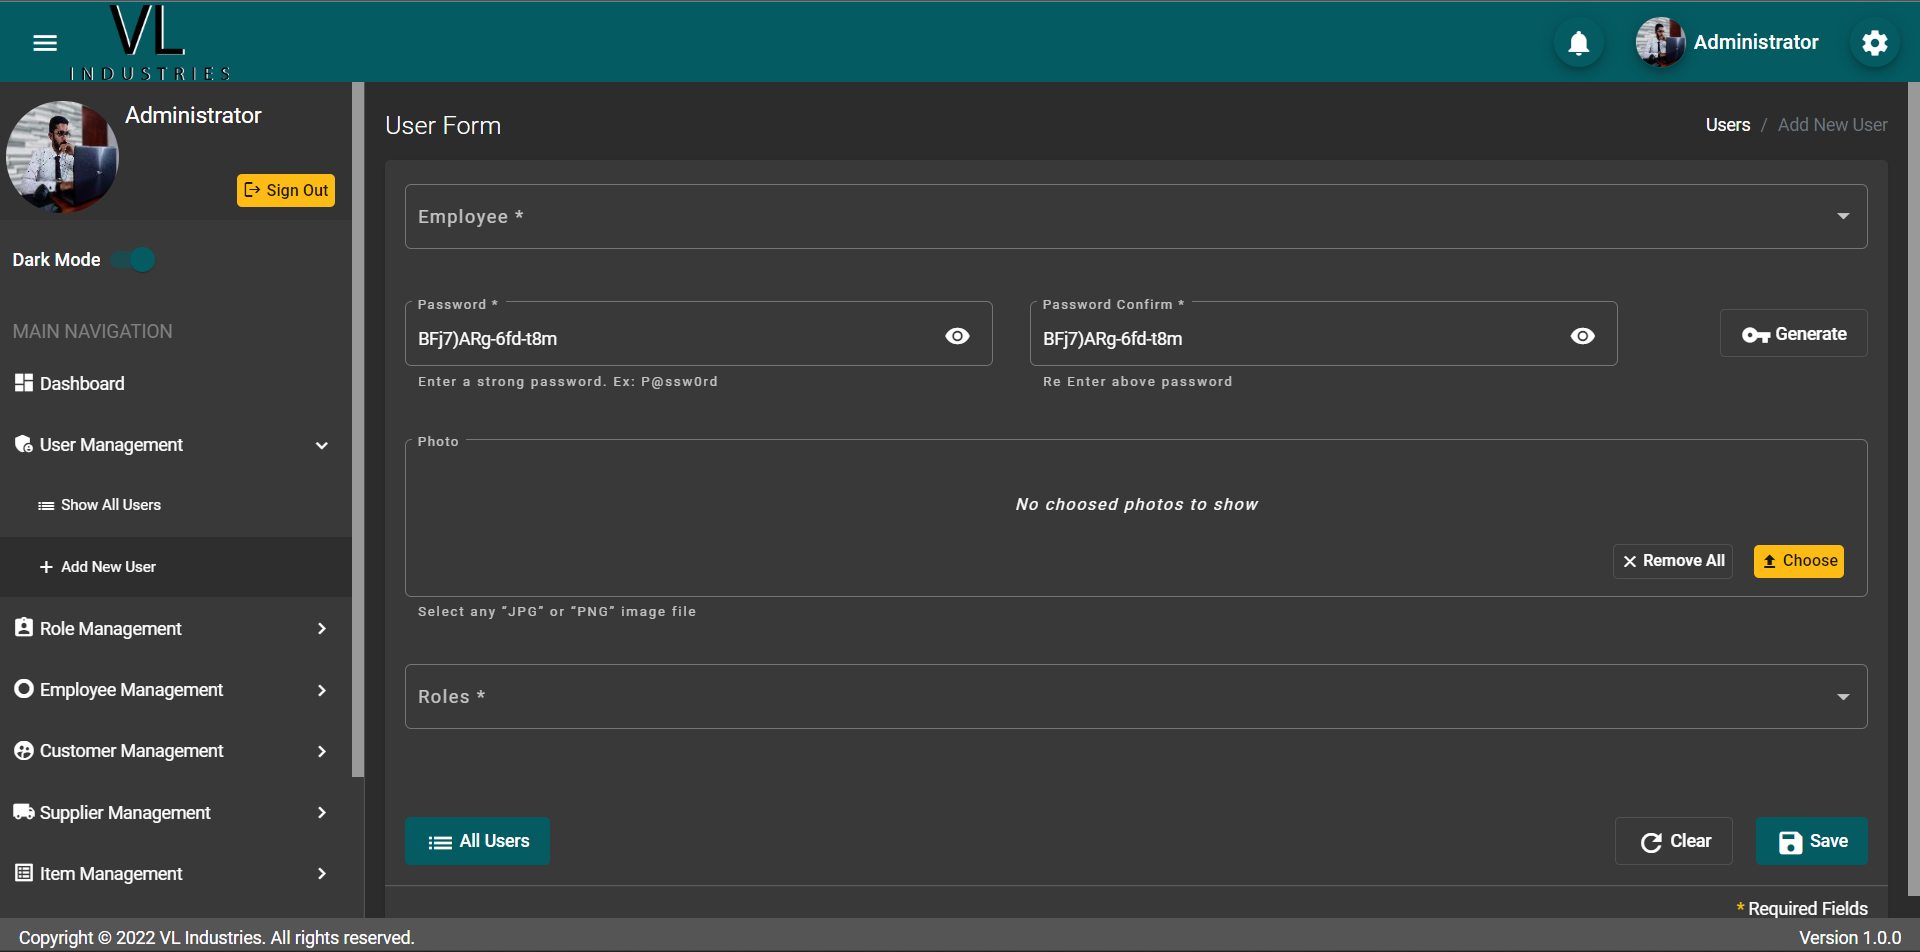 VL
INDUSTRIES
Administrator
Administrator
Sign Out
Dark Mode
MAIN NAVIGATION
Dashboard
User Management
Show All Users
Add New User
Role Management
Employee Management
Customer Management
Supplier Management
Item Management
User Form
Users / Add New User
Employee *
Password *
BFj7)ARg-6fd-t8m
Enter a strong password. Ex: P@ssw0rd
Password Confirm *
BFj7)ARg-6fd-t8m
Re Enter above password
Generate
Photo
No choosed photos to show
Remove All
Choose
Select any “JPG” or “PNG” image file
Roles *
All Users
Clear
Save
* Required Fields
Copyright © 2022 VL Industries. All rights reserved.
Version 1.0.0